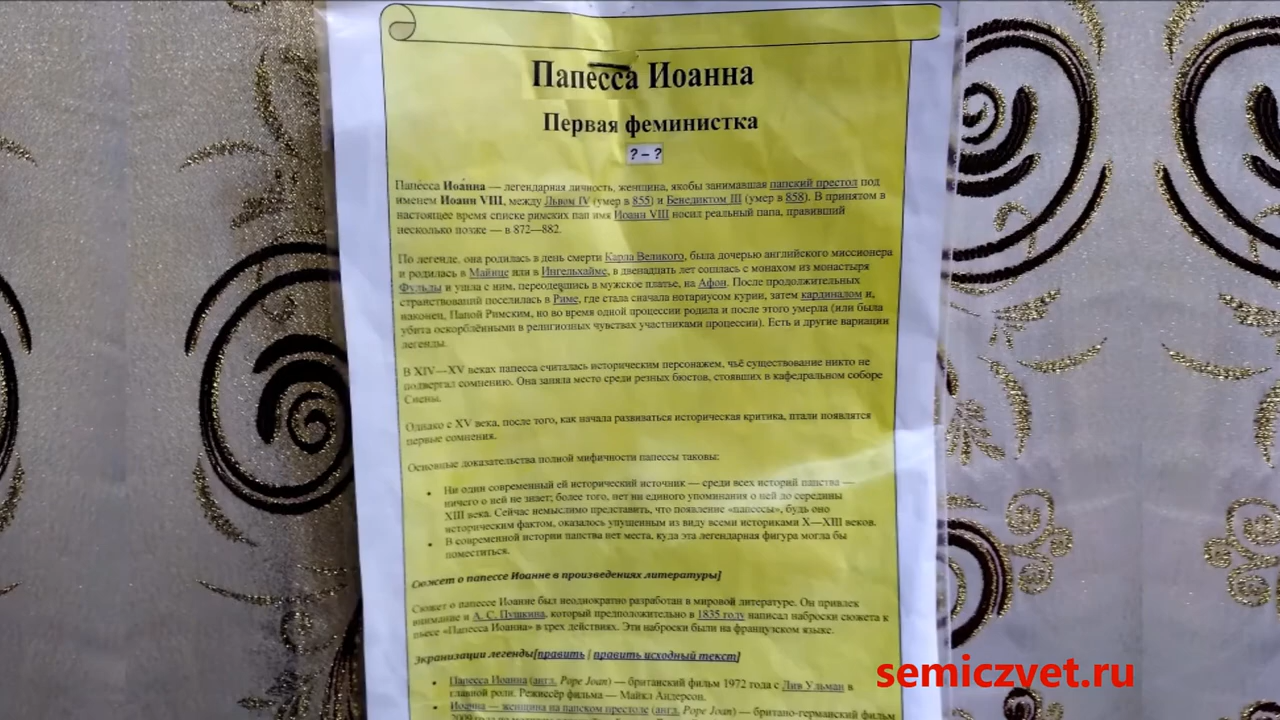 Папесса Иоанна
Первая феминистка
? – ?
Папе́сса Иоа́нна — легендарная личность, женщина, якобы занимавшая папский престол под
именем Иоанн VIII, между Львом IV (умер в 855) и Бенедиктом III (умер в 858). В принятом в
настоящее время списке римских пап имя Иоанн VIII носил реальный папа, правивший
несколько позже — в 872—882.
По легенде, она родилась в день смерти Карла Великого, была дочерью английского миссионера
и родилась в Майнце или в Ингельхайме, в двенадцать лет сошлась с монахом из монастыря
Фульды и ушла с ним, переодевшись в мужское платье, на Афон. После продолжительных
странствований поселилась в Риме, где стала сначала нотариусом курии, затем кардиналом и,
наконец, Папой Римским, но во время одной процессии родила и после этого умерла (или была
убита оскорблёнными в религиозных чувствах участниками процессии). Есть и другие вариации
легенды.
В XIV—XV веках папесса считалась историческим персонажем, чьё существование никто не
подвергал сомнению. Она заняла место среди резных бюстов, стоявших в кафедральном соборе
Сиены.
Однако с XV века, после того, как начала развиваться историческая критика, птали появлятся
первые сомнения.
Основные доказательства полной мифичности папессы таковы:
• Ни один современный ей исторический источник — среди всех историй папства —
ничего о ней не знает; более того, нет ни единого упоминания о ней до середины
XIII века. Сейчас немыслимо представить, что появление «папессы», будь оно
историческим фактом, оказалось упущенным из виду всеми историками X—XIII веков.
• В современной истории папства нет места, куда эта легендарная фигура могла бы
поместиться.
Сюжет о папессе Иоанне в произведениях литературы]
Сюжет о папессе Иоанне был неоднократно разработан в мировой литературе. Он привлек
внимание и А. С. Пушкина, который предположительно в 1835 году написал наброски сюжета к
пьесе «Папесса Иоанна» в трех действиях. Эти наброски были на французском языке.
Экранизации легенды[править | править исходный текст]
• Папесса Иоанна (англ. Pope Joan) — британский фильм 1972 года с Лив Ульман в
главной роли. Режиссёр фильма — Майкл Андерсон.
• Иоанна — женщина на папском престоле (англ. Pope Joan) — британо-германский фильм
2009 года
semiczvet.ru